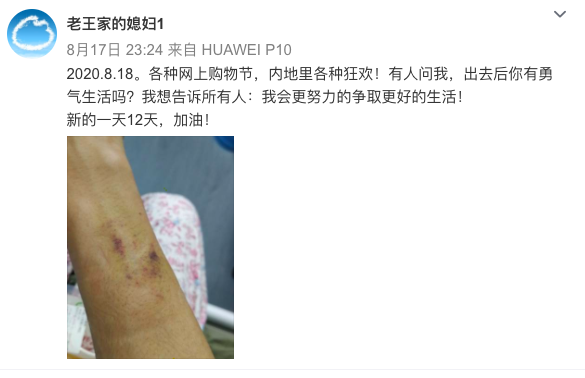 老王家的媳妇1
8月17日 23:24 来自 HUAWEI P10
2020.8.18。各种网上购物节，内地里各种狂欢！有人问我，出去后你有勇
气生活吗？我想告诉所有人：我会更努力的争取更好的生活！
新的一天12天，加油！